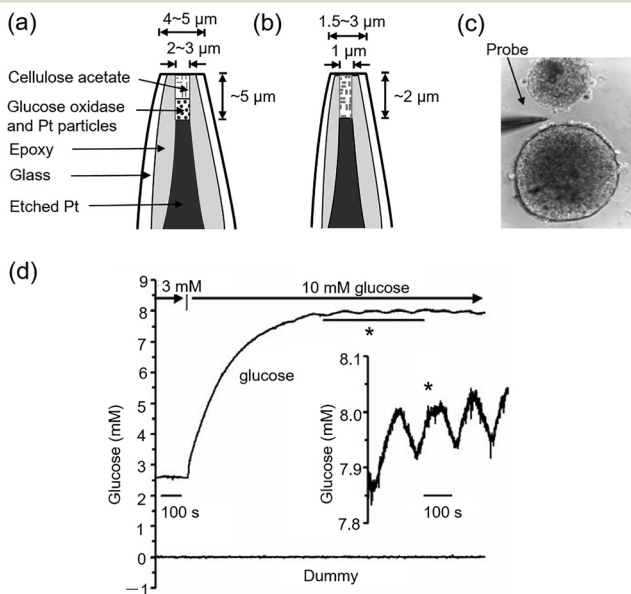 (a)
4~5 µm
2~3 µm
Cellulose acetate
Glucose oxidase
and Pt particles
Epoxy
Glass
Etched Pt
~5 µm
(b)
1.5~3 µm
1 µm
~2 µm
(c)
Probe
(d)
9
8
7
6
5
4
3
2
1
0
−1
Glucose (mM)
3 mM
10 mM glucose
*
glucose
100 s
Dummy
8.1
8.0
7.9
7.8
Glucose (mM)
*
100 s